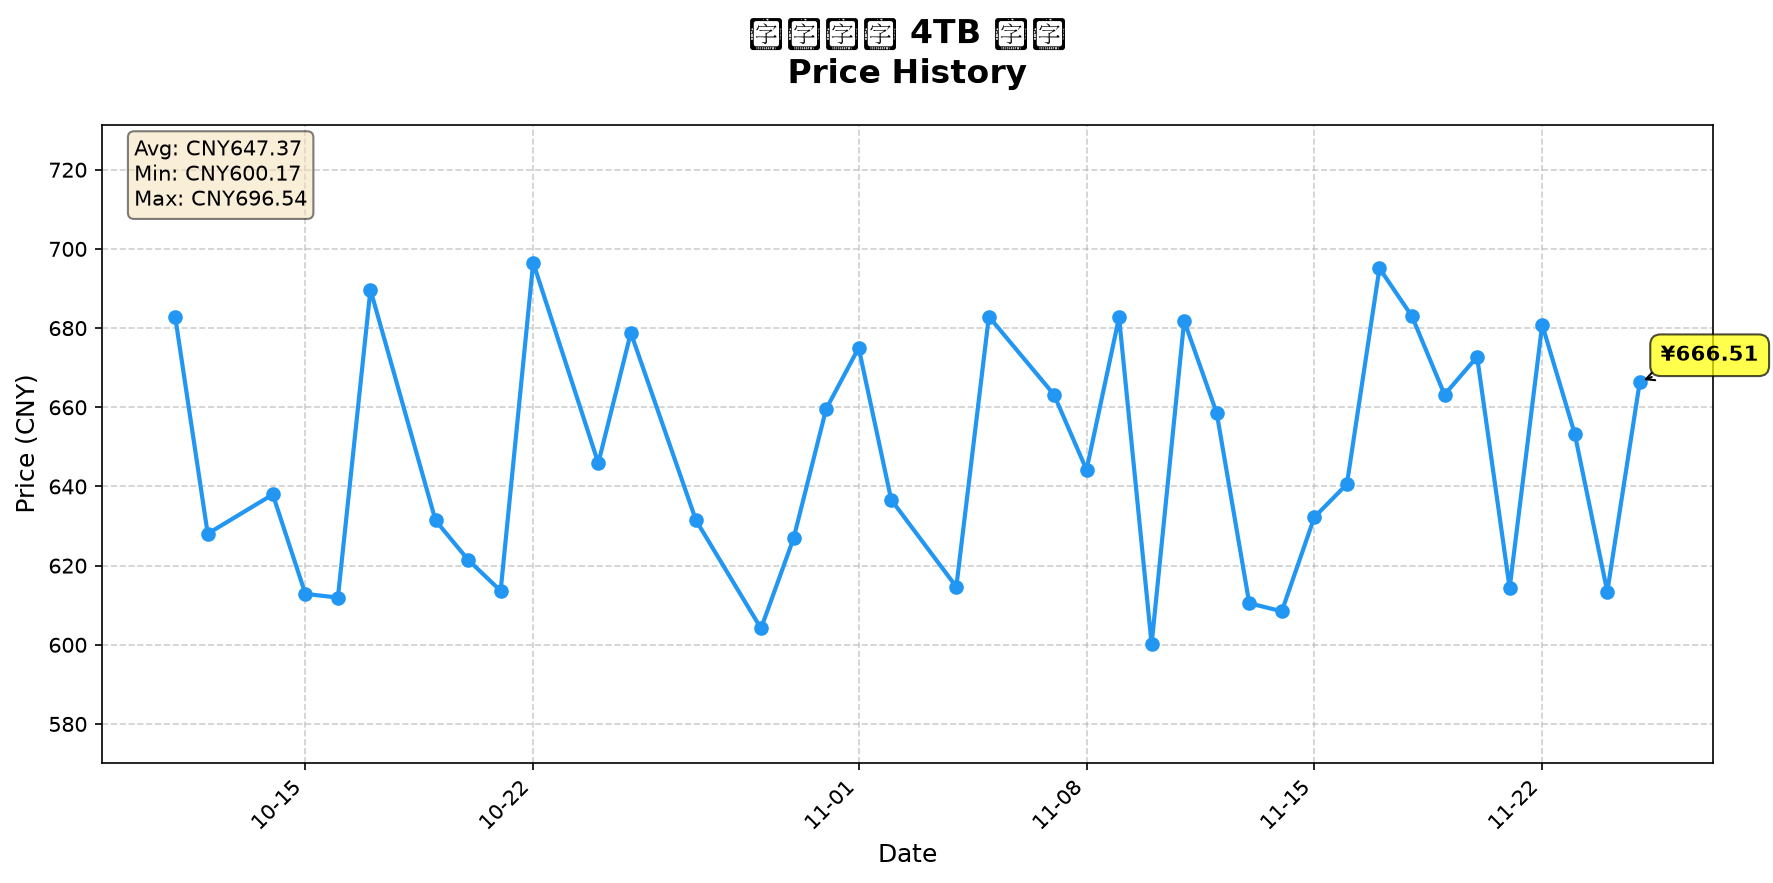 4TB
Price History
Avg: CNY647.37
Min: CNY600.17
Max: CNY696.54
720
700
680
660
640
620
600
580
Price (CNY)
¥666.51
10-15
10-22
11-01
11-08
11-15
11-22
Date